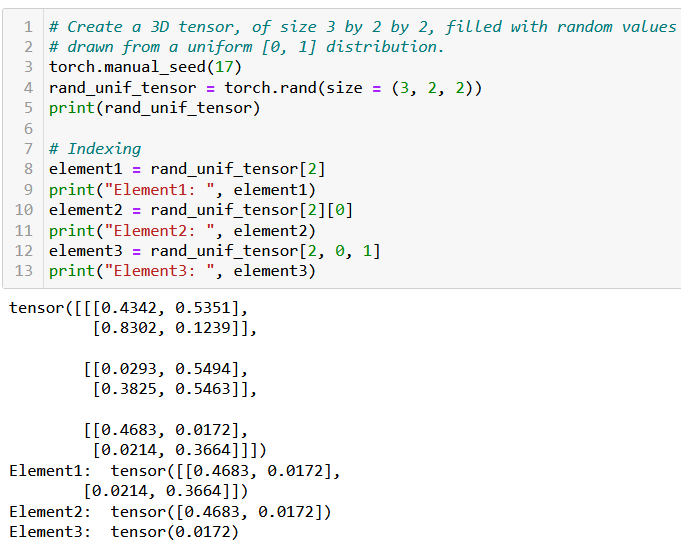 1 # Create a 3D tensor, of size 3 by 2 by 2, filled with random values
2 # drawn from a uniform [0, 1] distribution.
3 torch.manual_seed(17)
4 rand_unif_tensor = torch.rand(size = (3, 2, 2))
5 print(rand_unif_tensor)
6
7 # Indexing
8 element1 = rand_unif_tensor[2]
9 print("Element1: ", element1)
10 element2 = rand_unif_tensor[2][0]
11 print("Element2: ", element2)
12 element3 = rand_unif_tensor[2, 0, 1]
13 print("Element3: ", element3)
tensor([[[0.4342, 0.5351],
         [0.8302, 0.1239]],
        [[0.0293, 0.5494],
         [0.3825, 0.5463]],
        [[0.4683, 0.0172],
         [0.0214, 0.3664]]])
Element1:  tensor([[0.4683, 0.0172],
        [0.0214, 0.3664]])
Element2:  tensor([0.4683, 0.0172])
Element3:  tensor(0.0172)